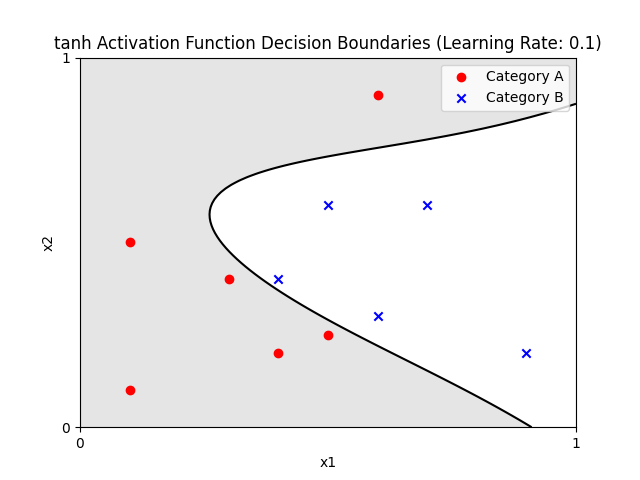 tanh Activation Function Decision Boundaries (Learning Rate: 0.1)
1
Category A
Category B
x2
0
0
1
x1